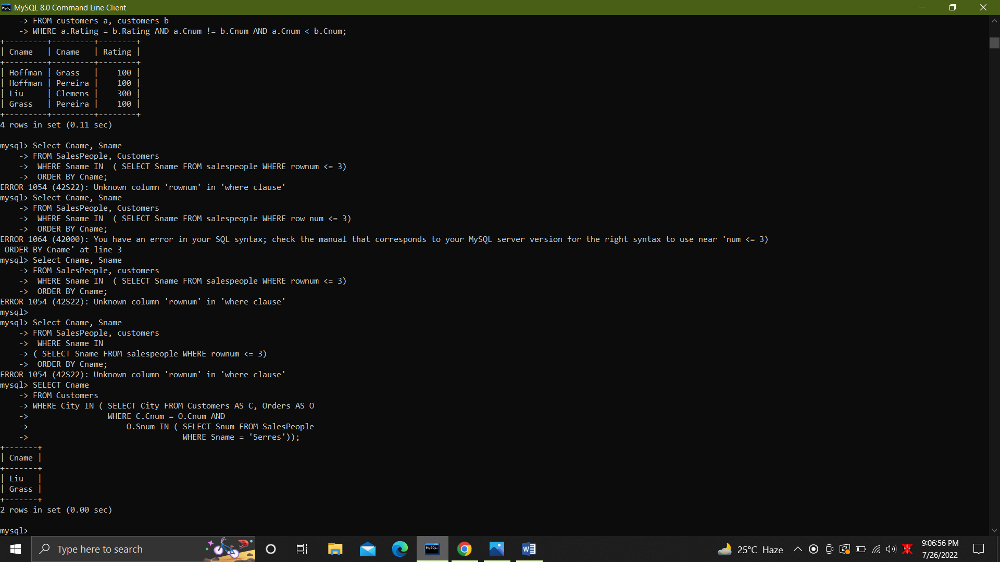 MySQL 8.0 Command Line Client
    -> FROM customers a, customers b
    -> WHERE a.Rating = b.Rating AND a.Cnum != b.Cnum AND a.Cnum < b.Cnum;
+---------+---------+--------+
| Cname   | Cname   | Rating |
+---------+---------+--------+
| Hoffman | Grass   |    100 |
| Hoffman | Pereira |    100 |
| Liu     | Clemens |    300 |
| Grass   | Pereira |    100 |
+---------+---------+--------+
4 rows in set (0.11 sec)

mysql> Select Cname, Sname
    -> FROM SalesPeople, Customers
    ->  WHERE Sname IN  ( SELECT Sname FROM salespeople WHERE rownum <= 3)
    ->  ORDER BY Cname;
ERROR 1054 (42S22): Unknown column 'rownum' in 'where clause'
mysql> Select Cname, Sname
    -> FROM SalesPeople, Customers
    ->  WHERE Sname IN  ( SELECT Sname FROM salespeople WHERE row num <= 3)
    ->  ORDER BY Cname;
ERROR 1064 (42000): You have an error in your SQL syntax; check the manual that corresponds to your MySQL server version for the right syntax to use near 'num <= 3)
 ORDER BY Cname' at line 3
mysql> Select Cname, Sname
    -> FROM SalesPeople, customers
    ->  WHERE Sname IN  ( SELECT Sname FROM salespeople WHERE rownum <= 3)
    ->  ORDER BY Cname;
ERROR 1054 (42S22): Unknown column 'rownum' in 'where clause'
mysql>
mysql> Select Cname, Sname
    -> FROM SalesPeople, customers
    ->  WHERE Sname IN
    -> ( SELECT Sname FROM salespeople WHERE rownum <= 3)
    ->  ORDER BY Cname;
ERROR 1054 (42S22): Unknown column 'rownum' in 'where clause'
mysql> SELECT Cname
    -> FROM Customers
    -> WHERE City IN ( SELECT City FROM Customers AS C, Orders AS O
    ->                 WHERE C.Cnum = O.Cnum AND
    ->                     O.Snum IN ( SELECT Snum FROM SalesPeople
    ->                                 WHERE Sname = 'Serres'));
+-------+
| Cname |
+-------+
| Liu   |
| Grass |
+-------+
2 rows in set (0.00 sec)

mysql>
Type here to search
25°C Haze
9:06:56 PM
7/26/2022